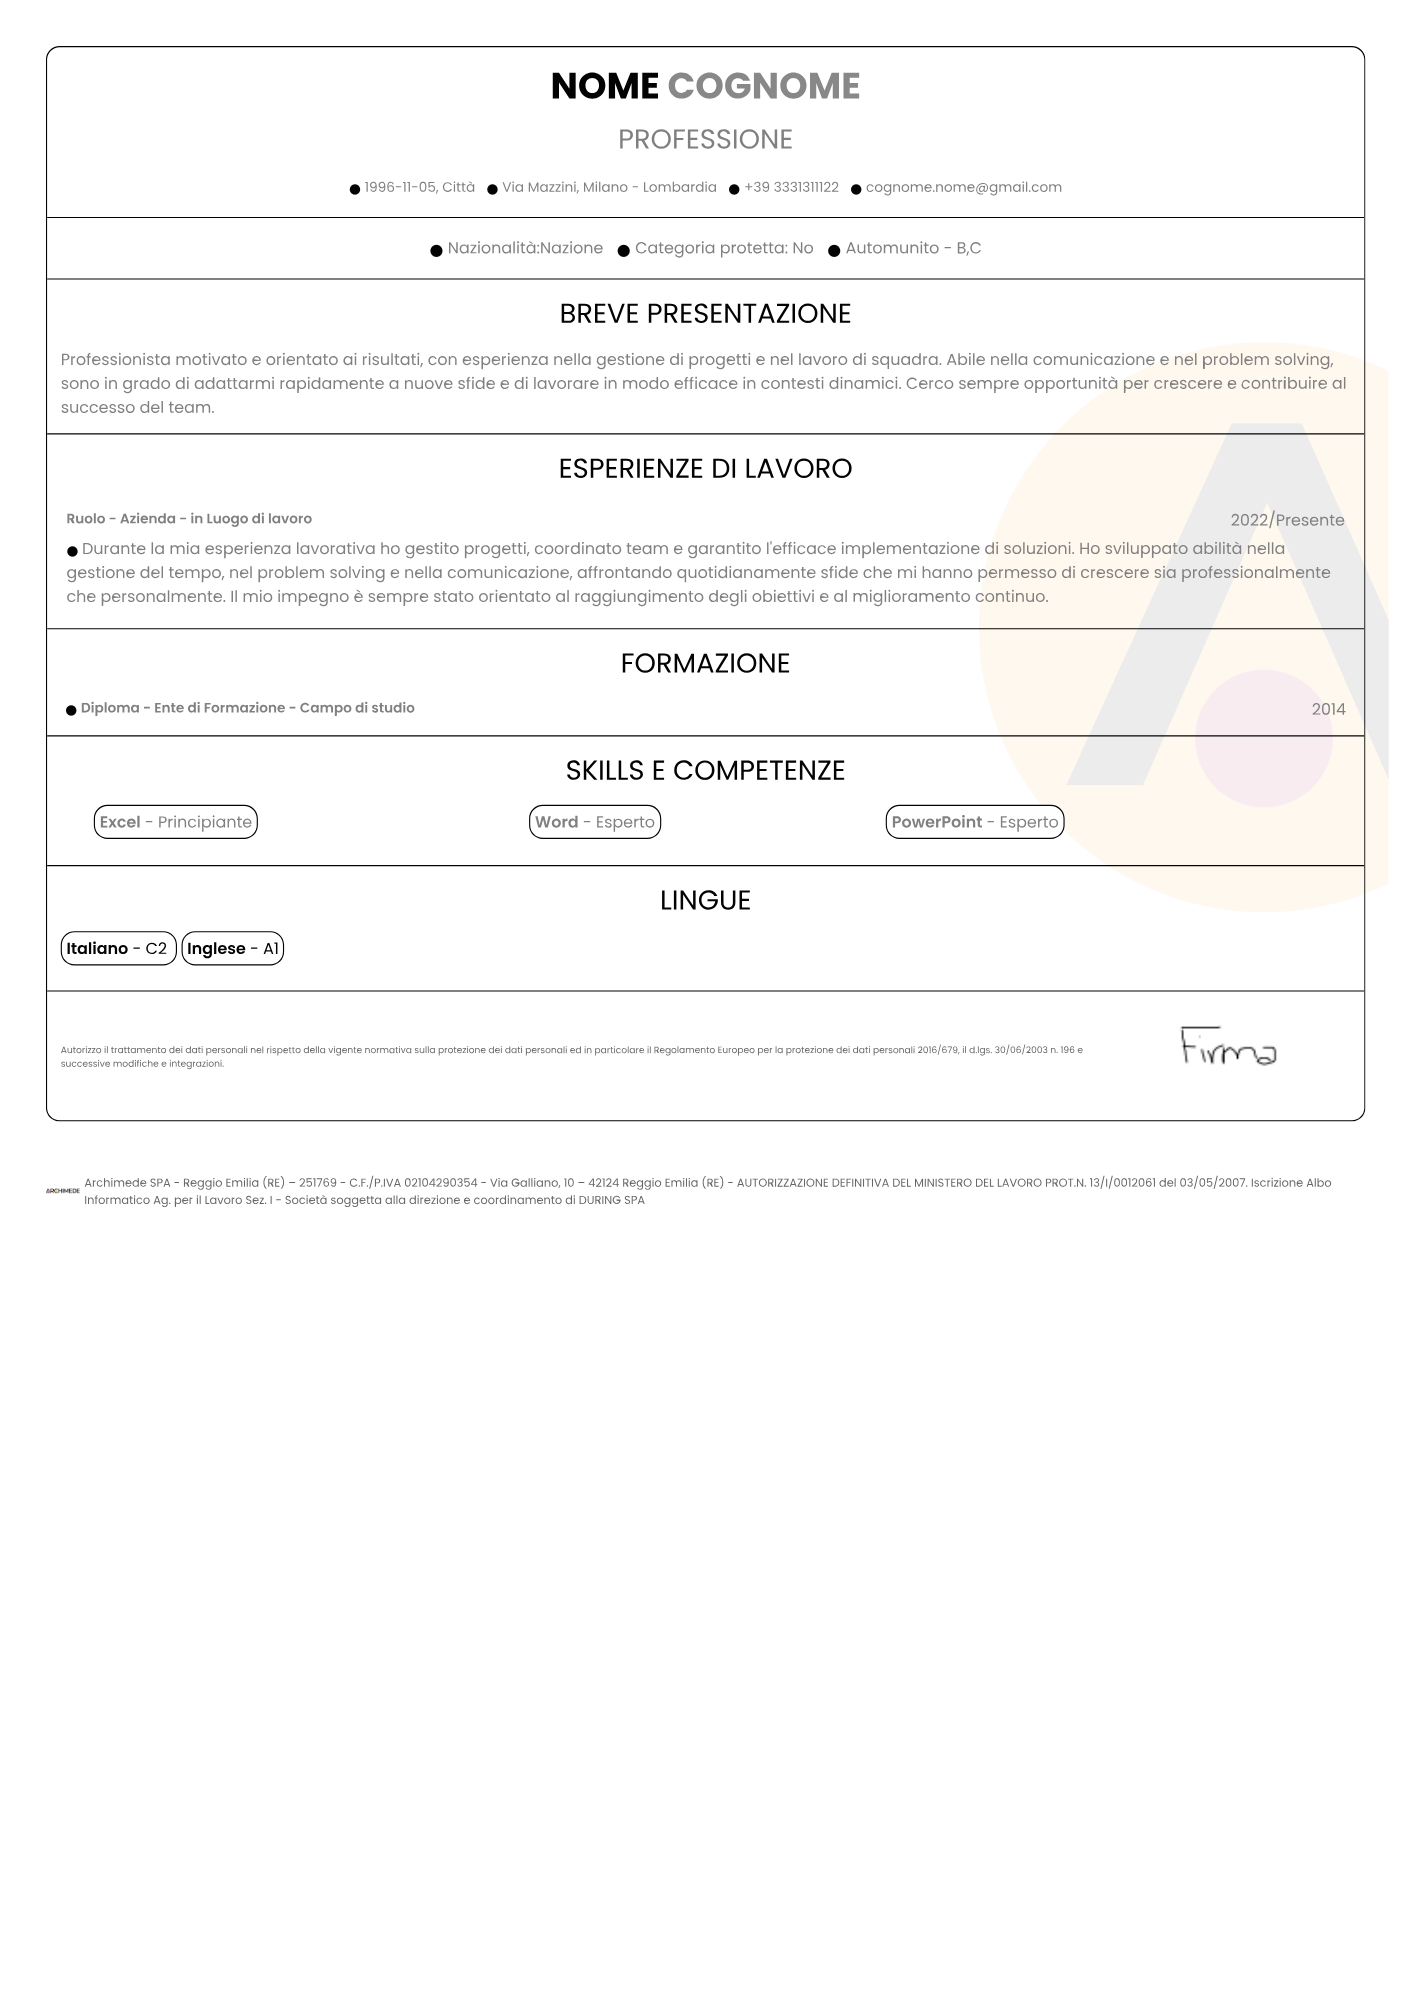 NOME COGNOME
PROFESSIONE
● 1996-11-05, Città ● Via Mazzini, Milano - Lombardia ● +39 3331311122 ● cognome.nome@gmail.com
● Nazionalità:Nazione ● Categoria protetta: No ● Automunito - B,C
BREVE PRESENTAZIONE
Professionista motivato e orientato ai risultati, con esperienza nella gestione di progetti e nel lavoro di squadra. Abile nella comunicazione e nel problem solving,
sono in grado di adattarmi rapidamente a nuove sfide e di lavorare in modo efficace in contesti dinamici. Cerco sempre opportunità per crescere e contribuire al
successo del team.
ESPERIENZE DI LAVORO
Ruolo - Azienda - in Luogo di lavoro 2022/Presente
● Durante la mia esperienza lavorativa ho gestito progetti, coordinato team e garantito l'efficace implementazione di soluzioni. Ho sviluppato abilità nella
gestione del tempo, nel problem solving e nella comunicazione, affrontando quotidianamente sfide che mi hanno permesso di crescere sia professionalmente
che personalmente. Il mio impegno è sempre stato orientato al raggiungimento degli obiettivi e al miglioramento continuo.
FORMAZIONE
● Diploma - Ente di Formazione - Campo di studio 2014
SKILLS E COMPETENZE
Excel - Principiante Word - Esperto PowerPoint - Esperto
LINGUE
Italiano - C2 Inglese - A1
Autorizzo il trattamento dei dati personali nel rispetto della vigente normativa sulla protezione dei dati personali ed in particolare il Regolamento Europeo per la protezione dei dati personali 2016/679, il d.lgs. 30/06/2003 n. 196 e
successive modifiche e integrazioni.
Firma
ARCHIMEDE
Archimede SPA - Reggio Emilia (RE) – 251769 - C.F./P.IVA 02104290354 - Via Galliano, 10 – 42124 Reggio Emilia (RE) - AUTORIZZAZIONE DEFINITIVA DEL MINISTERO DEL LAVORO PROT.N. 13/I/0012061 del 03/05/2007. Iscrizione Albo
Informatico Ag. per il Lavoro Sez. I - Società soggetta alla direzione e coordinamento di DURING SPA